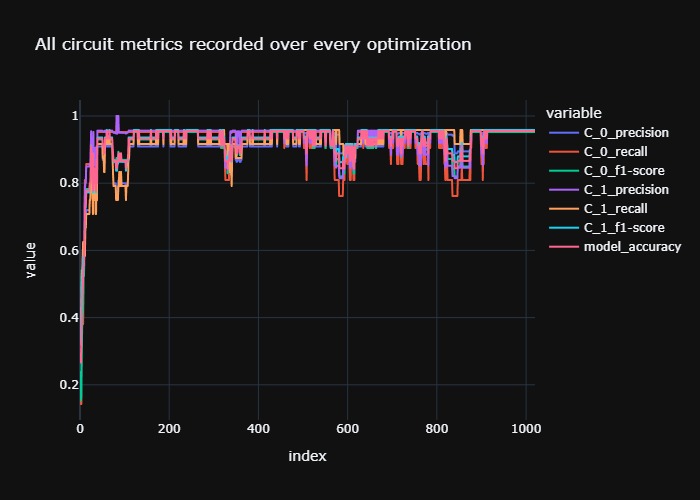 All circuit metrics recorded over every optimization
variable
C_0_precision
C_0_recall
C_0_f1-score
C_1_precision
C_1_recall
C_1_f1-score
model_accuracy
value
1
0.8
0.6
0.4
0.2
0 200 400 600 800 1000
index